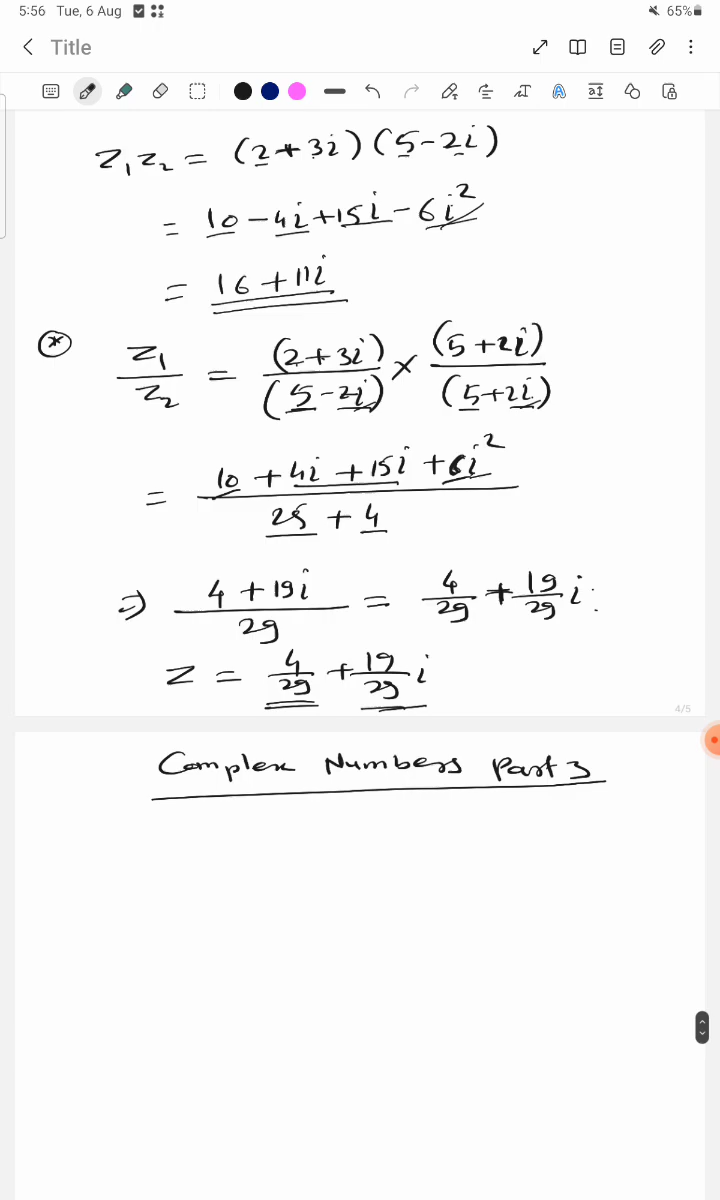 5:56 Tue, 6 Aug 65%
Title
Z₁Z₂ = (2+3i)(5-2i)
= 10-4i+15i-6i²
= 16+11i
* Z₁/Z₂ = (2+3i)/(5-2i) × (5+2i)/(5+2i)
= (10+4i+15i+6i²)/(25+4)
⇒ (4+19i)/29 = 4/29 + 19/29 i
Z = 4/29 + 19/29 i
4/5
Complex Numbers Part 3